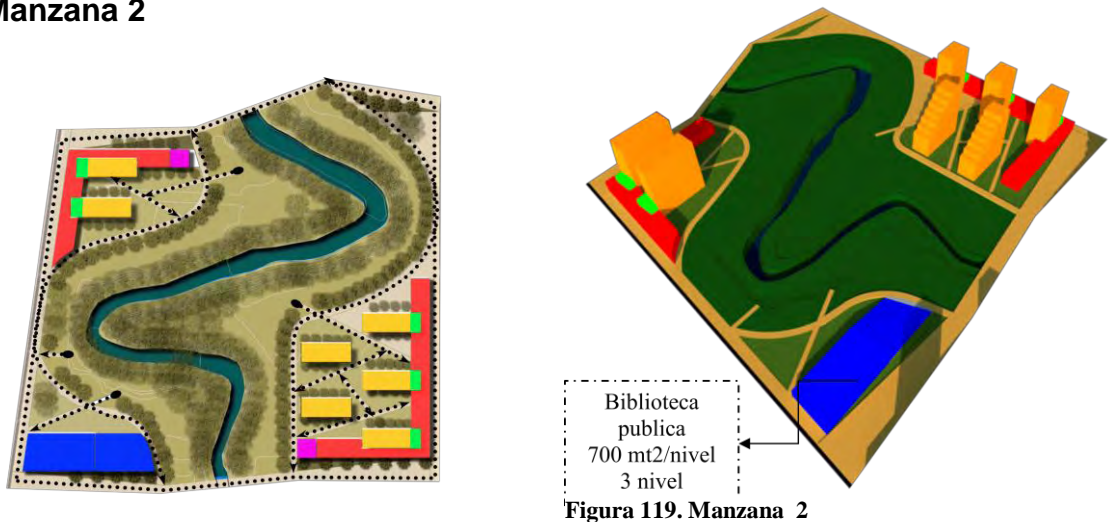 Manzana 2
Biblioteca
publica
700 mt2/nivel
3 nivel
Figura 119. Manzana 2